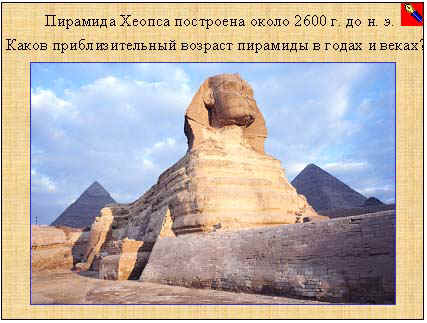 Пирамида Хеопса построена около 2600 г. до н. э.
Каков приблизительный возраст пирамиды в годах и веках?